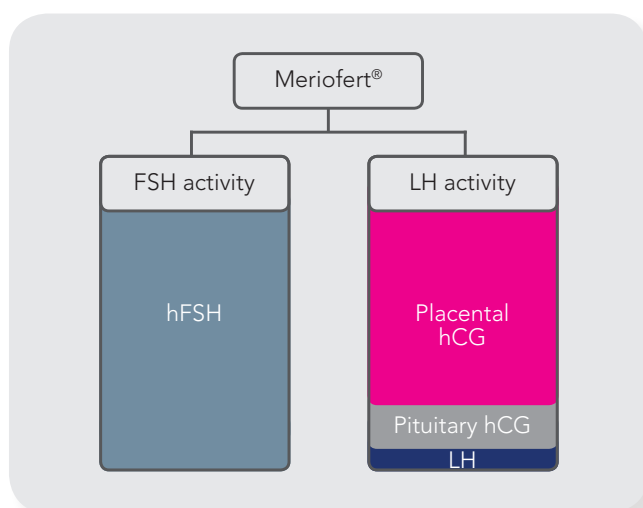 Meriofert®
FSH activity
LH activity
hFSH
Placental
hCG
Pituitary hCG
LH